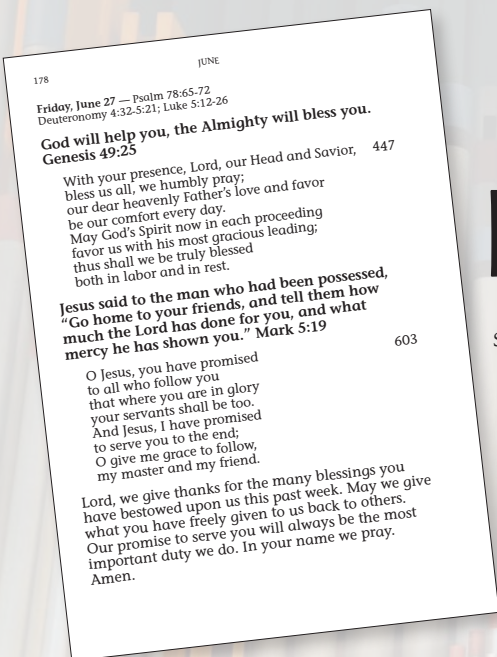 JUNE
178
Friday, June 27 — Psalm 78:65-72
Deuteronomy 4:32-5:21; Luke 5:12-26
God will help you, the Almighty will bless you.
Genesis 49:25
With your presence, Lord, our Head and Savior, 447
bless us all, we humbly pray;
our dear heavenly Father's love and favor
be our comfort every day.
May God's Spirit now in each proceeding
favor us with his most gracious leading;
thus shall we be truly blessed
both in labor and in rest.
Jesus said to the man who had been possessed,
“Go home to your friends, and tell them how
much the Lord has done for you, and what
mercy he has shown you.” Mark 5:19
O Jesus, you have promised 603
to all who follow you
that where you are in glory
your servants shall be too.
And Jesus, I have promised
to serve you to the end;
O give me grace to follow,
my master and my friend.
Lord, we give thanks for the many blessings you
have bestowed upon us this past week. May we give
what you have freely given to us back to others.
Our promise to serve you will always be the most
important duty we do. In your name we pray.
Amen.